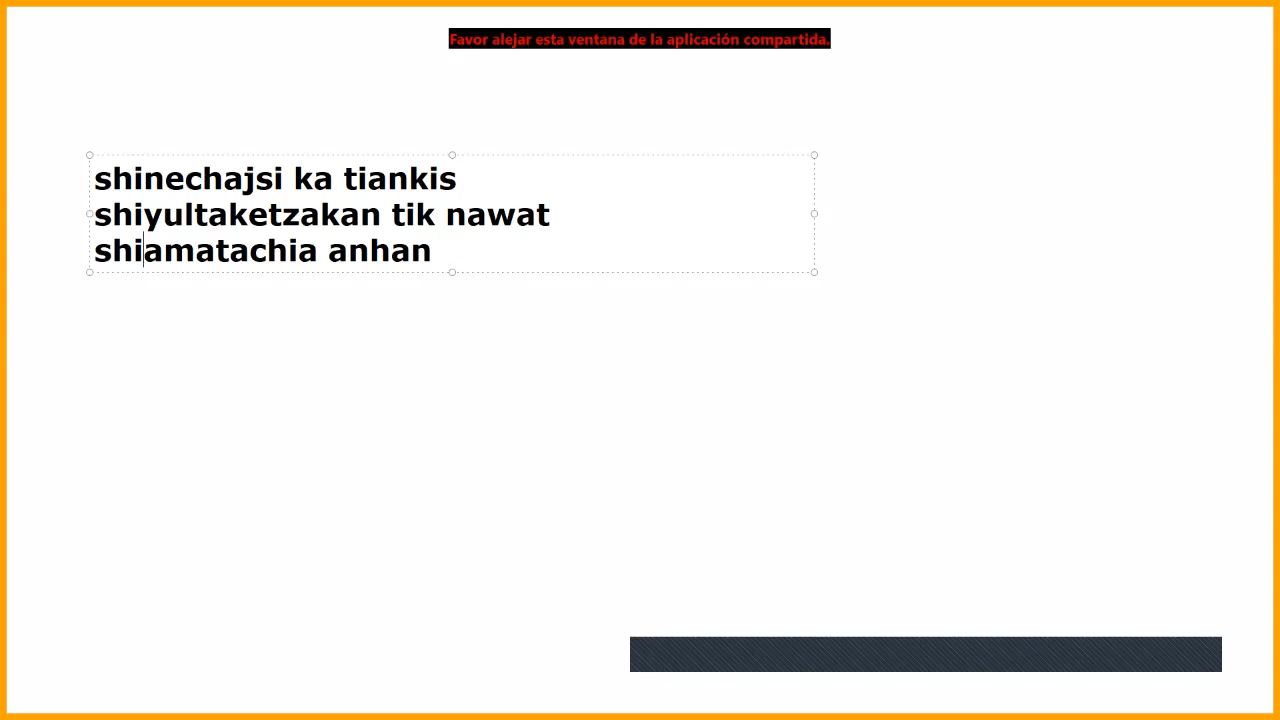 Favor alejar esta ventana de la aplicación compartida.
shinechajsi ka tiankis
shiyultaketzakan tik nawat
shiamatachia anhan